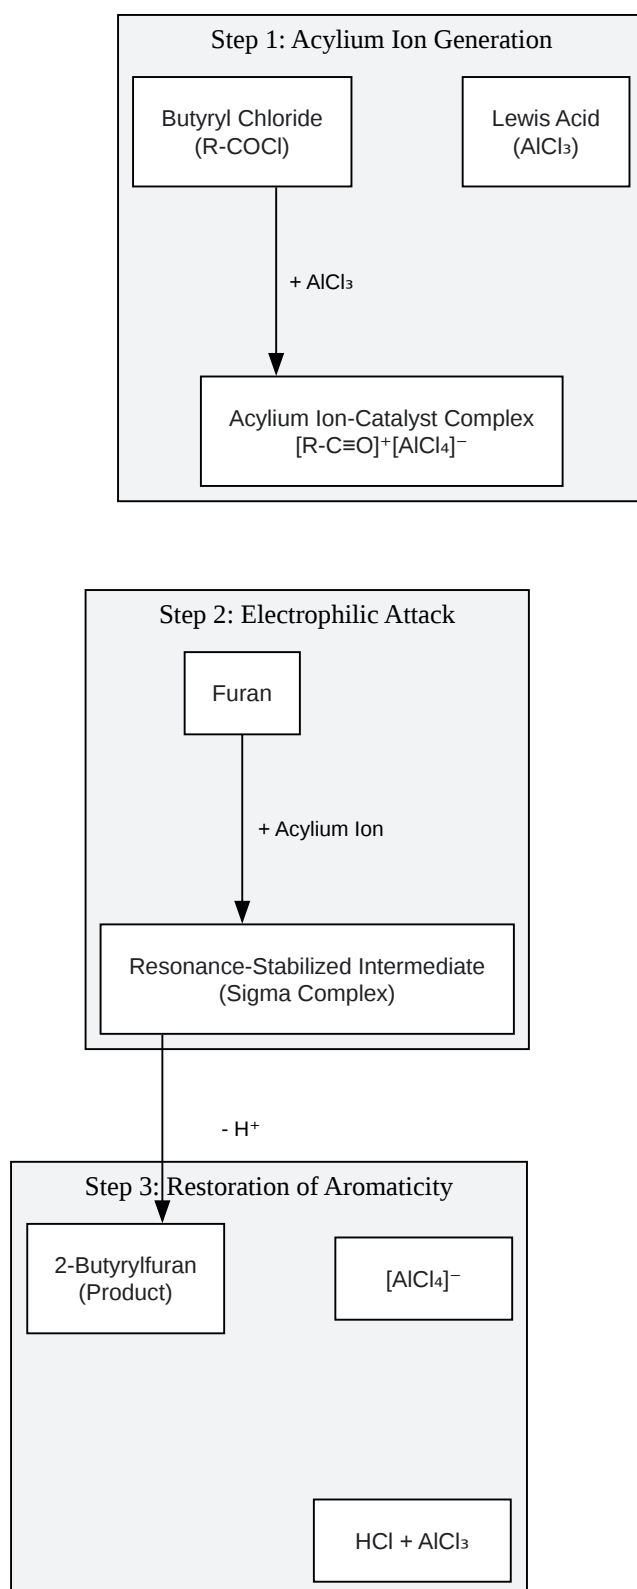 Step 1: Acylium Ion Generation
Butyryl Chloride
(R-COCl)
Lewis Acid
(AlCl₃)
+ AlCl₃
Acylium Ion-Catalyst Complex
[R-C≡O]⁺[AlCl₄]⁻
Step 2: Electrophilic Attack
Furan
+ Acylium Ion
Resonance-Stabilized Intermediate
(Sigma Complex)
- H⁺
Step 3: Restoration of Aromaticity
2-Butyrylfuran
(Product)
[AlCl₄]⁻
HCl + AlCl₃